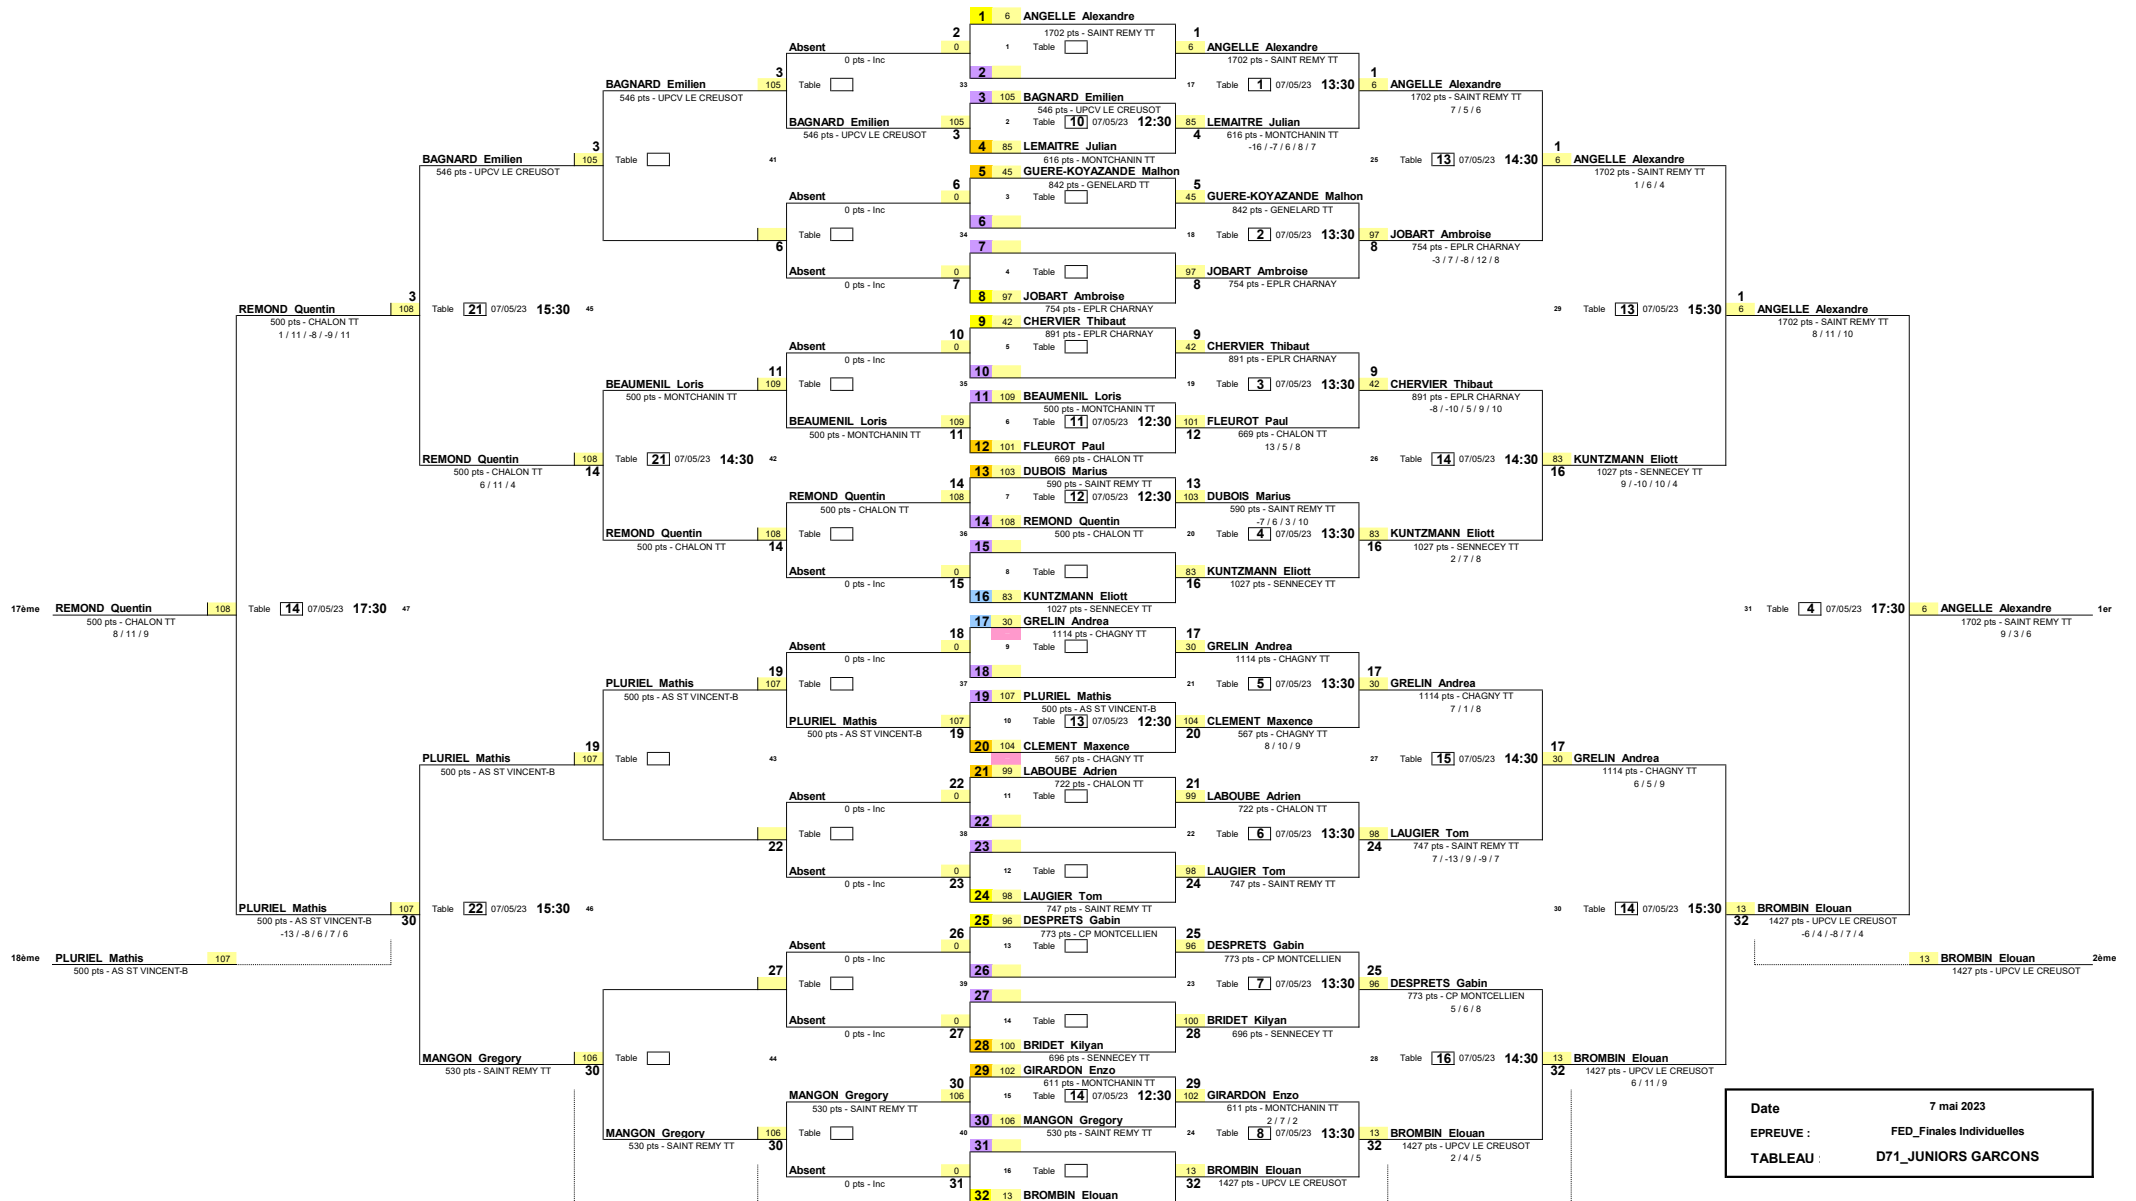 1 6 ANGELLE Alexandre
2 1702 pts - SAINT REMY TT 1
Absent 0 1 Table 6 ANGELLE Alexandre
0 pts - Inc 1702 pts - SAINT REMY TT
3 2 1
BAGNARD Emilien 105 Table 33 17 Table 1 07/05/23 13:30 6 ANGELLE Alexandre
546 pts - UPCV LE CREUSOT 3 105 BAGNARD Emilien 1702 pts - SAINT REMY TT
546 pts - UPCV LE CREUSOT 7 / 5 / 6
BAGNARD Emilien 105 2 Table 10 07/05/23 12:30 85 LEMAITRE Julian
546 pts - UPCV LE CREUSOT 3 4 616 pts - MONTCHANIN TT
3 4 85 LEMAITRE Julian -16 / -7 / 6 / 8 / 7 1
BAGNARD Emilien 105 Table 41 616 pts - MONTCHANIN TT 25 Table 13 07/05/23 14:30 6 ANGELLE Alexandre
546 pts - UPCV LE CREUSOT 5 45 GUERE-KOYAZANDE Malhon 1702 pts - SAINT REMY TT
6 842 pts - GENELARD TT 5 1 / 6 / 4
Absent 0 3 Table 45 GUERE-KOYAZANDE Malhon
0 pts - Inc 842 pts - GENELARD TT
6
Table 34 18 Table 2 07/05/23 13:30 97 JOBART Ambroise
6 7 8 754 pts - EPLR CHARNAY
-3 / 7 / -8 / 12 / 8
Absent 0 4 Table 97 JOBART Ambroise
0 pts - Inc 7 8 754 pts - EPLR CHARNAY
3 8 97 JOBART Ambroise 1
REMOND Quentin 108 Table 21 07/05/23 15:30 45 754 pts - EPLR CHARNAY 29 Table 13 07/05/23 15:30 6 ANGELLE Alexandre
500 pts - CHALON TT 9 42 CHERVIER Thibaut 1702 pts - SAINT REMY TT
1 / 11 / -8 / -9 / 11 10 891 pts - EPLR CHARNAY 9 8 / 11 / 10
Absent 0 5 Table 42 CHERVIER Thibaut
0 pts - Inc 891 pts - EPLR CHARNAY
11 10 9
BEAUMENIL Loris 109 Table 35 19 Table 3 07/05/23 13:30 42 CHERVIER Thibaut
500 pts - MONTCHANIN TT 11 109 BEAUMENIL Loris 891 pts - EPLR CHARNAY
500 pts - MONTCHANIN TT -8 / -10 / 5 / 9 / 10
BEAUMENIL Loris 109 6 Table 11 07/05/23 12:30 101 FLEUROT Paul
500 pts - MONTCHANIN TT 11 12 669 pts - CHALON TT
12 101 FLEUROT Paul 13 / 5 / 8
REMOND Quentin 108 Table 21 07/05/23 14:30 42 669 pts - CHALON TT 26 Table 14 07/05/23 14:30 83 KUNTZMANN Eliott
500 pts - CHALON TT 14 13 103 DUBOIS Marius 16 1027 pts - SENNECEY TT
6 / 11 / 4 14 590 pts - SAINT REMY TT 13 9 / -10 / 10 / 4
REMOND Quentin 108 7 Table 12 07/05/23 12:30 103 DUBOIS Marius
500 pts - CHALON TT 590 pts - SAINT REMY TT
14 108 REMOND Quentin -7 / 6 / 3 / 10
REMOND Quentin 108 Table 36 500 pts - CHALON TT 20 Table 4 07/05/23 13:30 83 KUNTZMANN Eliott
500 pts - CHALON TT 14 15 16 1027 pts - SENNECEY TT
2 / 7 / 8
Absent 0 8 Table 83 KUNTZMANN Eliott
0 pts - Inc 15 16 1027 pts - SENNECEY TT
16 83 KUNTZMANN Eliott
17ème REMOND Quentin 108 Table 14 07/05/23 17:30 47 1027 pts - SENNECEY TT 31 Table 4 07/05/23 17:30 6 ANGELLE Alexandre 1er
500 pts - CHALON TT 17 30 GRELIN Andrea 1702 pts - SAINT REMY TT
8 / 11 / 9 18 1114 pts - CHAGNY TT 17 9 / 3 / 6
Absent 0 9 Table 30 GRELIN Andrea
0 pts - Inc 1114 pts - CHAGNY TT
19 18 17
PLURIEL Mathis 107 Table 37 21 Table 5 07/05/23 13:30 30 GRELIN Andrea
500 pts - AS ST VINCENT-B 19 107 PLURIEL Mathis 1114 pts - CHAGNY TT
500 pts - AS ST VINCENT-B 7 / 1 / 8
PLURIEL Mathis 107 10 Table 13 07/05/23 12:30 104 CLEMENT Maxence
500 pts - AS ST VINCENT-B 19 20 567 pts - CHAGNY TT
19 20 104 CLEMENT Maxence 8 / 10 / 9 17
PLURIEL Mathis 107 Table 43 567 pts - CHAGNY TT 27 Table 15 07/05/23 14:30 30 GRELIN Andrea
500 pts - AS ST VINCENT-B 21 99 LABOUBE Adrien 1114 pts - CHAGNY TT
22 722 pts - CHALON TT 21 6 / 5 / 9
Absent 0 11 Table 99 LABOUBE Adrien
0 pts - Inc 722 pts - CHALON TT
22
Table 38 22 Table 6 07/05/23 13:30 98 LAUGIER Tom
22 23 24 747 pts - SAINT REMY TT
7 / -13 / 9 / -9 / 7
Absent 0 12 Table 98 LAUGIER Tom
0 pts - Inc 23 24 747 pts - SAINT REMY TT
24 98 LAUGIER Tom
PLURIEL Mathis 107 Table 22 07/05/23 15:30 46 747 pts - SAINT REMY TT 30 Table 14 07/05/23 15:30 13 BROMBIN Elouan
500 pts - AS ST VINCENT-B 30 25 96 DESPRETS Gabin 32 1427 pts - UPCV LE CREUSOT
-13 / -8 / 6 / 7 / 6 26 773 pts - CP MONTCELLIEN 25 -6 / 4 / -8 / 7 / 4
Absent 0 13 Table 96 DESPRETS Gabin
18ème PLURIEL Mathis 107 0 pts - Inc 773 pts - CP MONTCELLIEN 13 BROMBIN Elouan 2ème
500 pts - AS ST VINCENT-B 27 26 25 1427 pts - UPCV LE CREUSOT
Table 39 23 Table 7 07/05/23 13:30 96 DESPRETS Gabin
27 773 pts - CP MONTCELLIEN
5 / 6 / 8
Absent 0 14 Table 100 BRIDET Kilyan
0 pts - Inc 27 28 696 pts - SENNECEY TT
28 100 BRIDET Kilyan
MANGON Gregory 106 Table 44 696 pts - SENNECEY TT 28 Table 16 07/05/23 14:30 13 BROMBIN Elouan
530 pts - SAINT REMY TT 30 29 102 GIRARDON Enzo 32 1427 pts - UPCV LE CREUSOT
30 611 pts - MONTCHANIN TT 29 6 / 11 / 9
MANGON Gregory 106 15 Table 14 07/05/23 12:30 102 GIRARDON Enzo
530 pts - SAINT REMY TT 611 pts - MONTCHANIN TT
30 106 MANGON Gregory 2 / 7 / 2
MANGON Gregory 106 Table 40 530 pts - SAINT REMY TT 24 Table 8 07/05/23 13:30 13 BROMBIN Elouan
530 pts - SAINT REMY TT 30 31 32 1427 pts - UPCV LE CREUSOT
2 / 4 / 5
Absent 0 16 Table 13 BROMBIN Elouan
0 pts - Inc 31 32 1427 pts - UPCV LE CREUSOT
32 13 BROMBIN Elouan
Date 7 mai 2023
EPREUVE : FED_Finales Individuelles
TABLEAU : D71_JUNIORS GARCONS